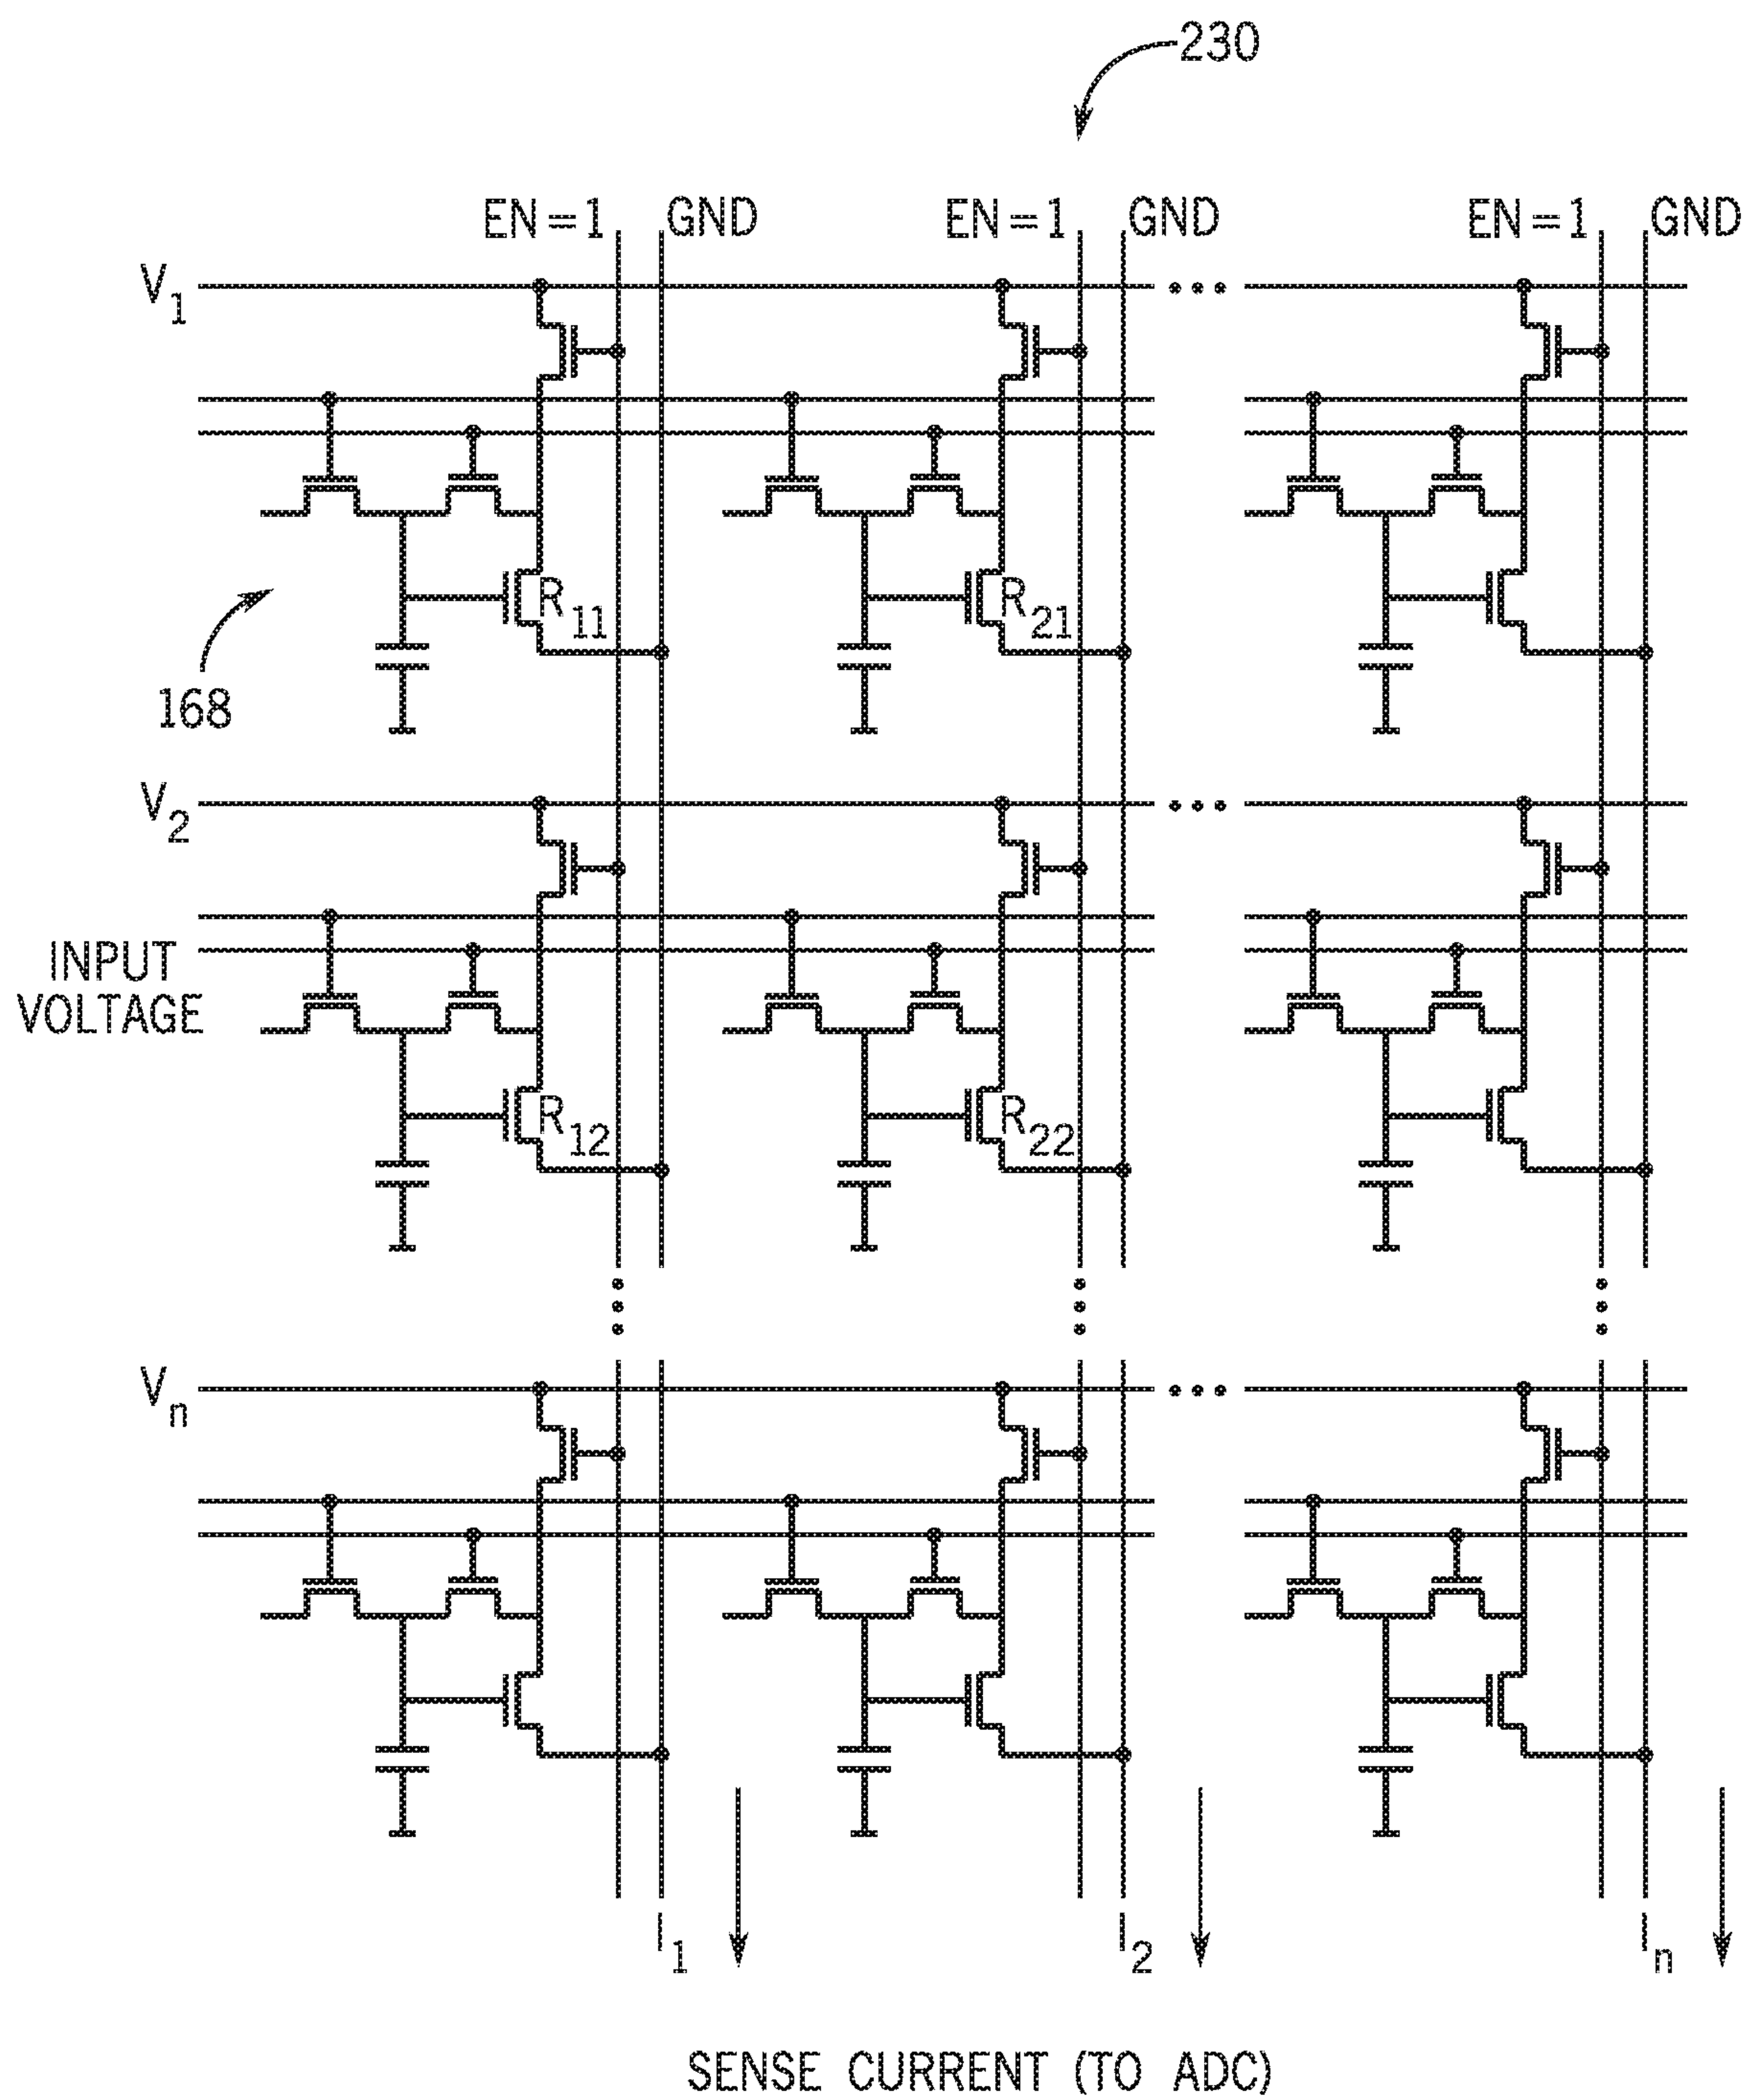 230
EN=1 GND EN=1 GND EN=1 GND
V1
R11 R21
168
V2
INPUT
VOLTAGE
R12 R22
Vn
I1 I2 In
SENSE CURRENT (TO ADC)